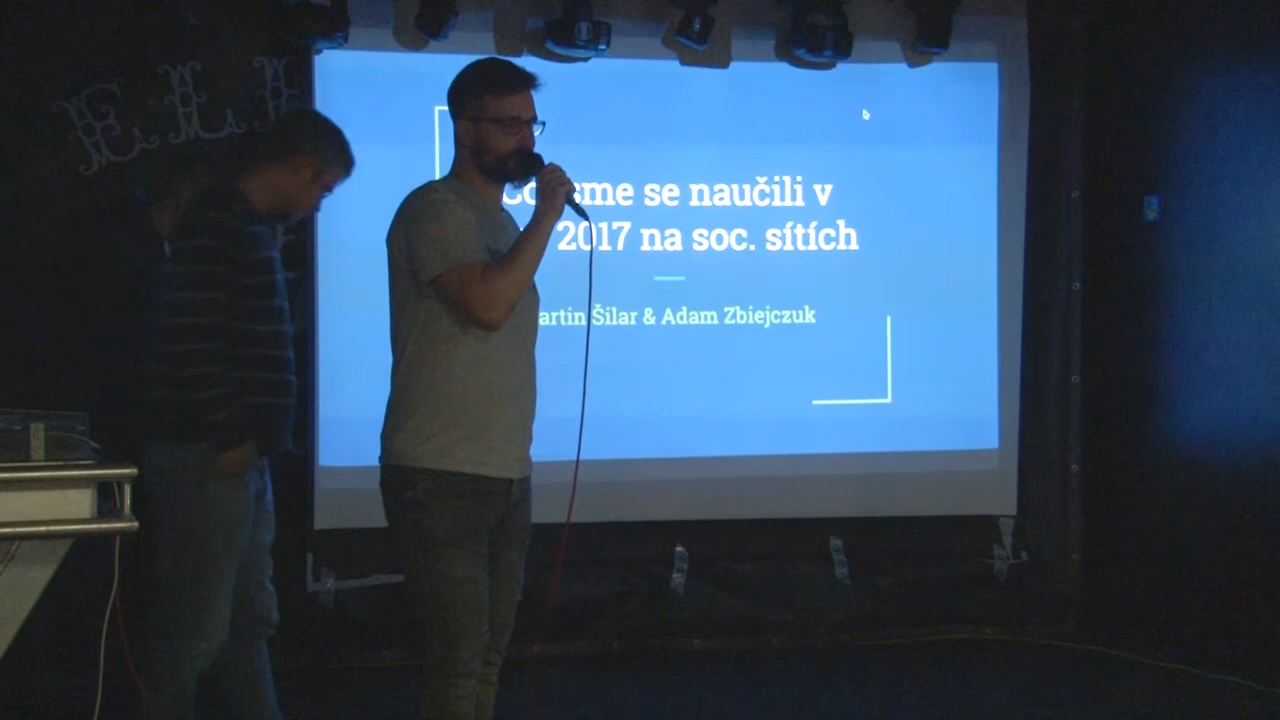 se naučili v
2017 na soc. sítích
Šilar & Adam Zbiejczuk